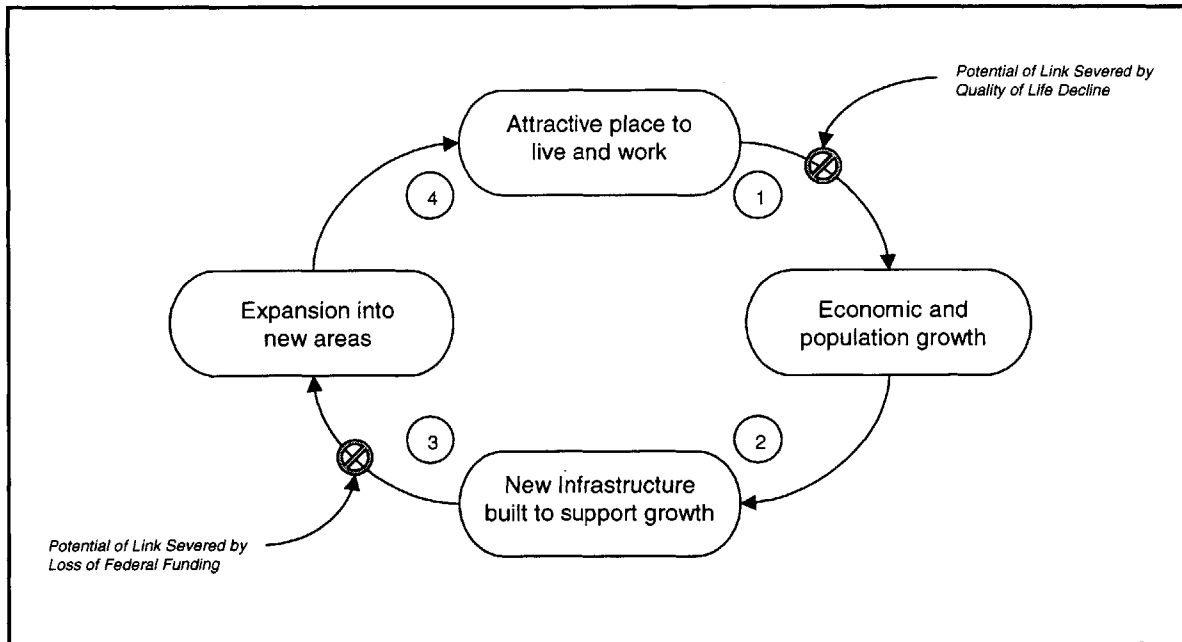 Potential of Link Severed by
Quality of Life Decline
Attractive place to
live and work
4
1
Expansion into
new areas
Economic and
population growth
3
2
New Infrastructure
built to support growth
Potential of Link Severed by
Loss of Federal Funding